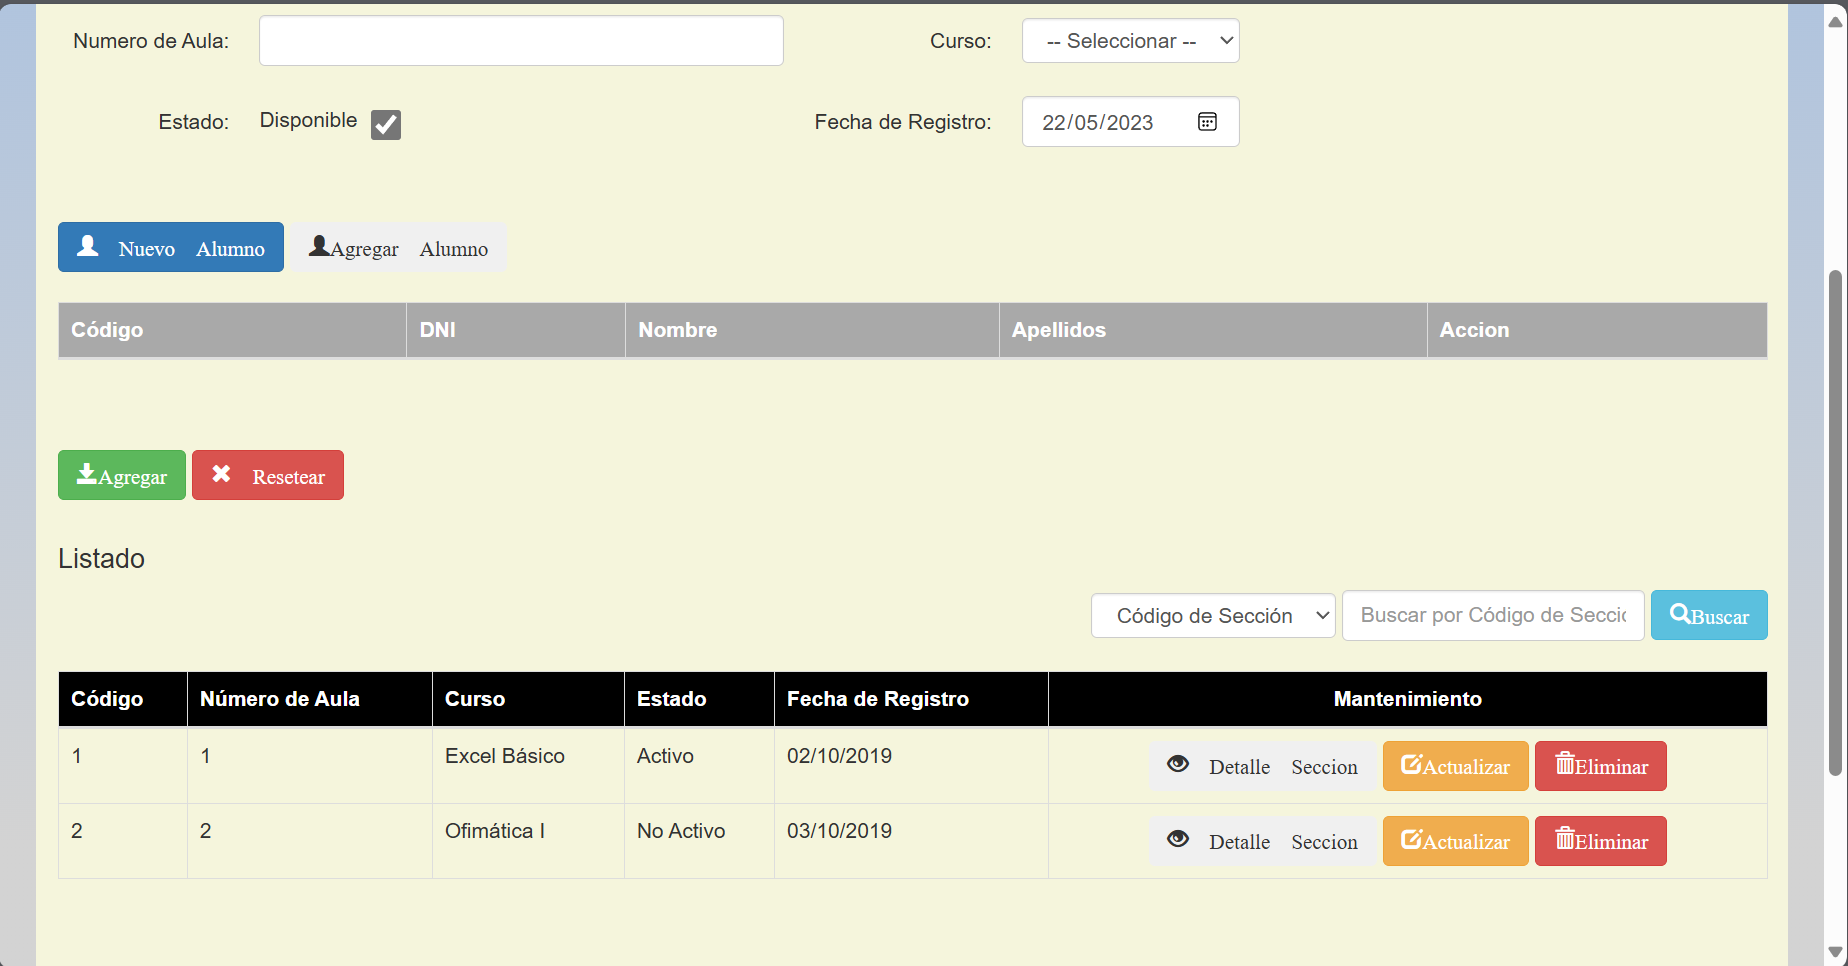 Numero de Aula: Curso: -- Seleccionar --
Estado: Disponible Fecha de Registro: 22/05/2023
Nuevo Alumno Agregar Alumno
Código DNI Nombre Apellidos Accion
Agregar Resetear
Listado
Código de Sección Buscar por Código de Secci Buscar
Código Número de Aula Curso Estado Fecha de Registro Mantenimiento
1 1 Excel Básico Activo 02/10/2019 Detalle Seccion Actualizar Eliminar
2 2 Ofimática I No Activo 03/10/2019 Detalle Seccion Actualizar Eliminar